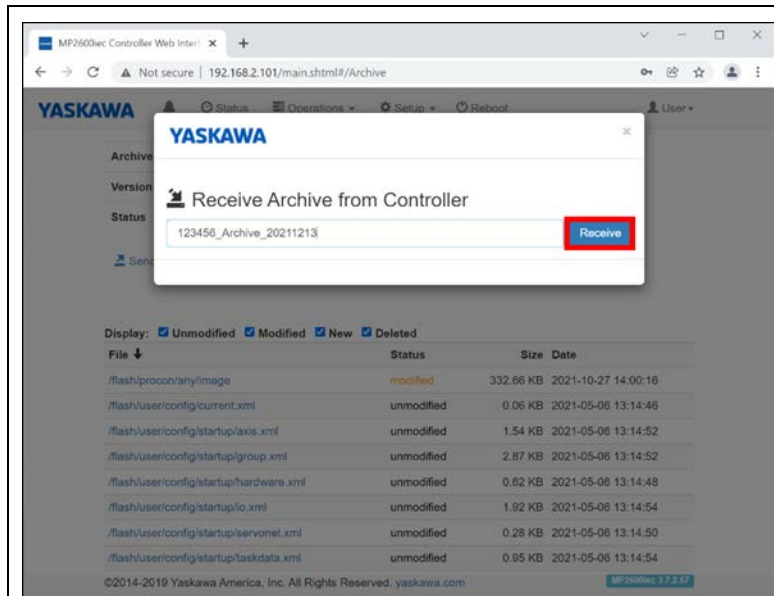 MP2600iec Controller Web Inter
Not secure | 192.168.2.101/main.shtml#/Archive
YASKAWA Status Operations Setup Reboot User
YASKAWA ×
Archive
Version
Receive Archive from Controller
Status
123456_Archive_20211213 Receive
Send
Display: Unmodified Modified New Deleted
File Status Size Date
/flash/procon/any/image modified 332.66 KB 2021-10-27 14:00:16
/flash/user/config/current.xml unmodified 0.06 KB 2021-05-06 13:14:46
/flash/user/config/startup/axis.xml unmodified 1.54 KB 2021-05-06 13:14:52
/flash/user/config/startup/group.xml unmodified 2.87 KB 2021-05-06 13:14:52
/flash/user/config/startup/hardware.xml unmodified 0.62 KB 2021-05-06 13:14:48
/flash/user/config/startup/io.xml unmodified 1.92 KB 2021-05-06 13:14:54
/flash/user/config/startup/servonet.xml unmodified 0.28 KB 2021-05-06 13:14:50
/flash/user/config/startup/taskdata.xml unmodified 0.95 KB 2021-05-06 13:14:54
©2014-2019 Yaskawa America, Inc. All Rights Reserved. yaskawa.com MP2600iec 3.7.2.67